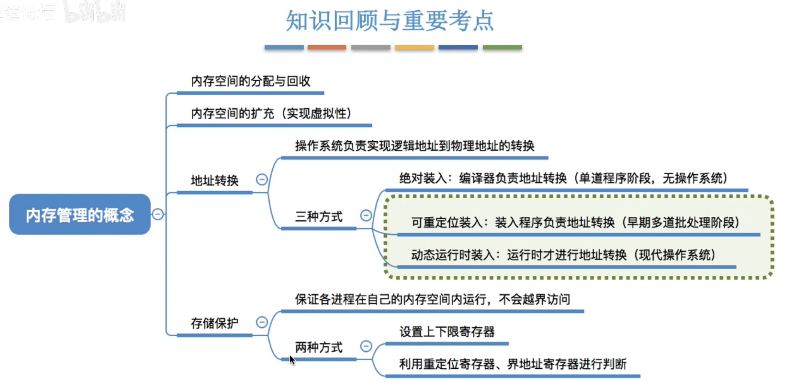 bilibili
知识回顾与重要考点
内存空间的分配与回收
内存空间的扩充（实现虚拟性）
操作系统负责实现逻辑地址到物理地址的转换
地址转换
绝对装入：编译器负责地址转换（单道程序阶段，无操作系统）
三种方式
可重定位装入：装入程序负责地址转换（早期多道批处理阶段）
动态运行时装入：运行时才进行地址转换（现代操作系统）
内存管理的概念
保证各进程在自己的内存空间内运行，不会越界访问
存储保护
设置上下限寄存器
两种方式
利用重定位寄存器、界地址寄存器进行判断